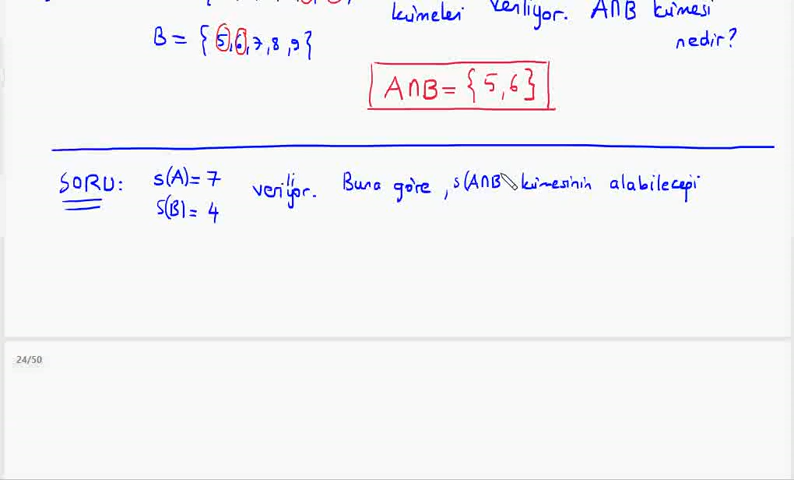 kümeleri veriliyor. A∩B kümesi
B = { 5,6,7,8,9}
nedir?
A∩B = { 5,6}
SORU: s(A)= 7 veriliyor. Buna göre, s(A∩B) kümesinin alabileceği
s(B)= 4
24/50